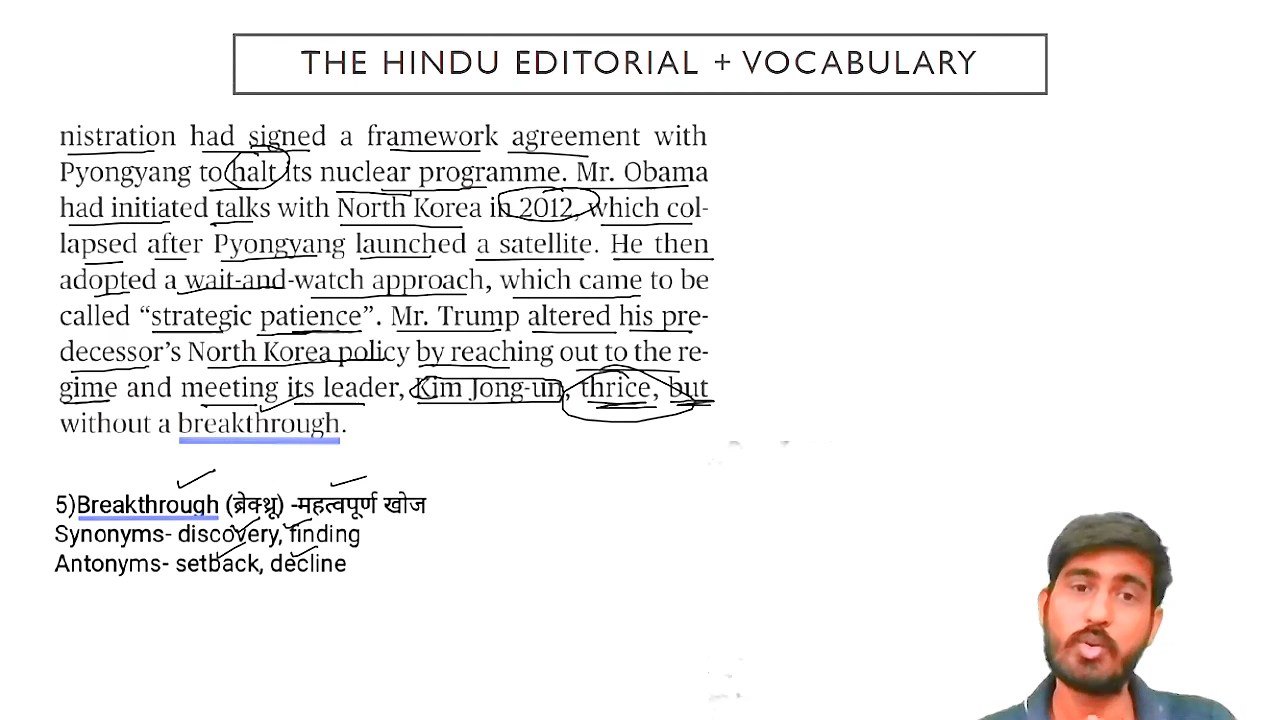 THE HINDU EDITORIAL + VOCABULARY
nistration had signed a framework agreement with
Pyongyang to halt its nuclear programme. Mr. Obama
had initiated talks with North Korea in 2012, which col-
lapsed after Pyongyang launched a satellite. He then
adopted a wait-and-watch approach, which came to be
called “strategic patience”. Mr. Trump altered his pre-
decessor’s North Korea policy by reaching out to the re-
gime and meeting its leader, Kim Jong-un, thrice, but
without a breakthrough.
5)Breakthrough (ब्रेक्थ्रू) -महत्वपूर्ण खोज
Synonyms- discovery, finding
Antonyms- setback, decline